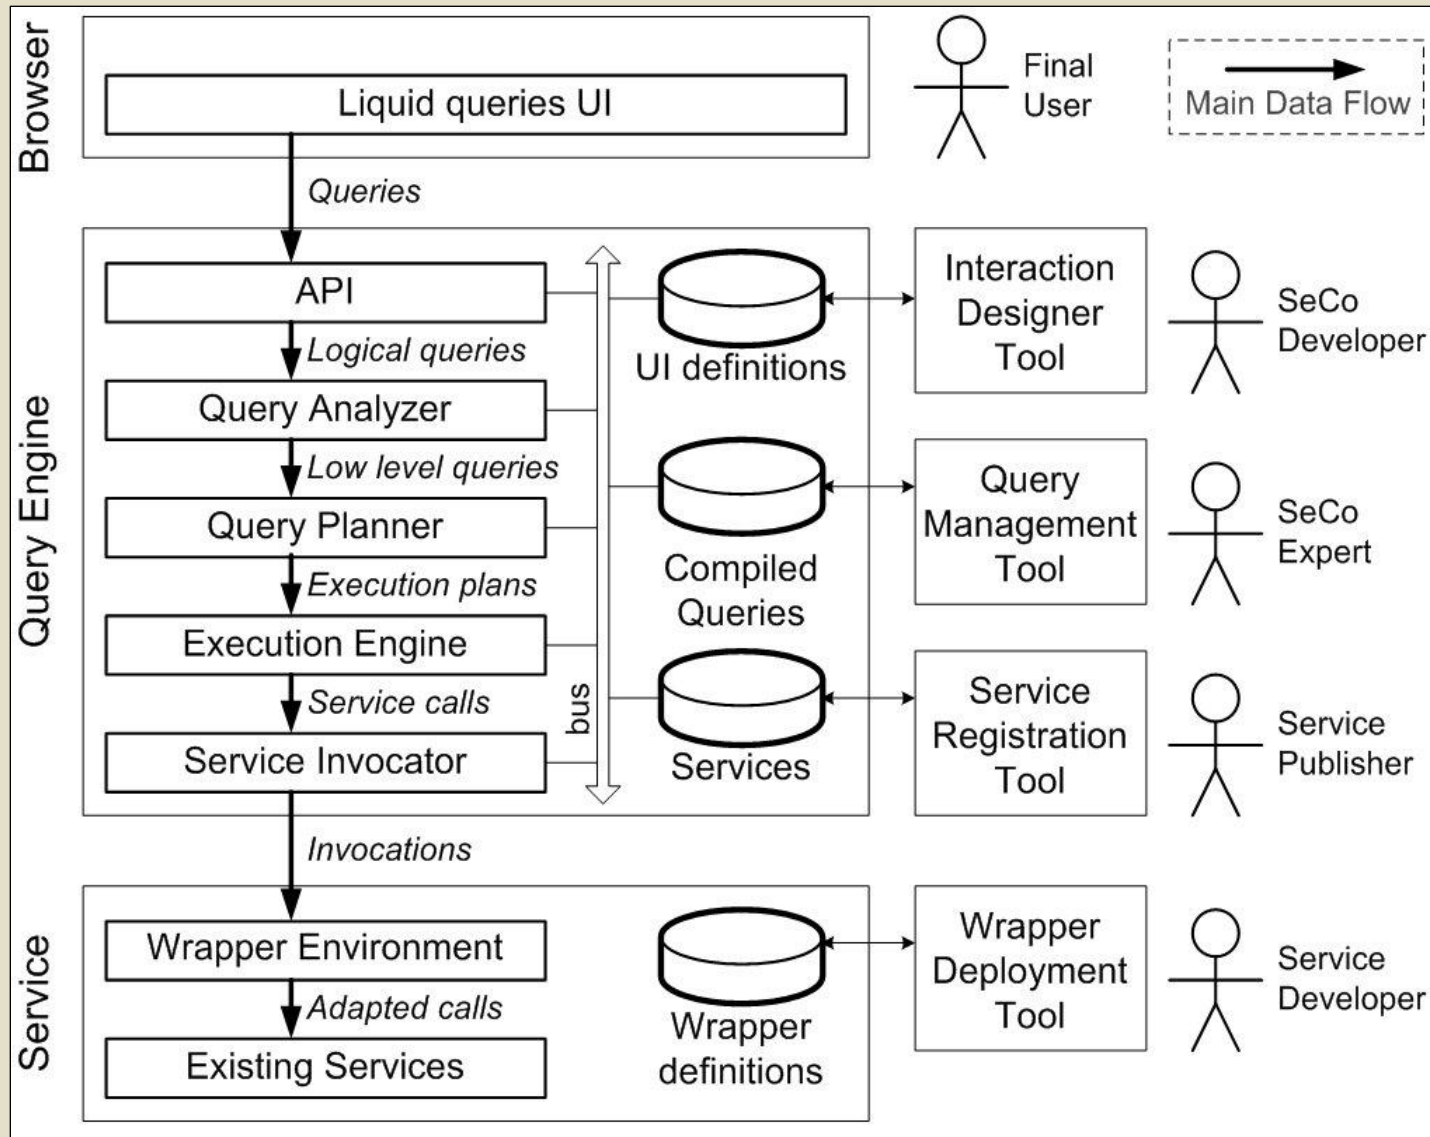 Browser
Liquid queries UI
Final
User
Main Data Flow
Queries
Query Engine
API
Logical queries
Query Analyzer
Low level queries
Query Planner
Execution plans
Execution Engine
Service calls
Service Invocator
bus
UI definitions
Compiled
Queries
Services
Interaction
Designer
Tool
SeCo
Developer
Query
Management
Tool
SeCo
Expert
Service
Registration
Tool
Service
Publisher
Invocations
Service
Wrapper Environment
Adapted calls
Existing Services
Wrapper
definitions
Wrapper
Deployment
Tool
Service
Developer